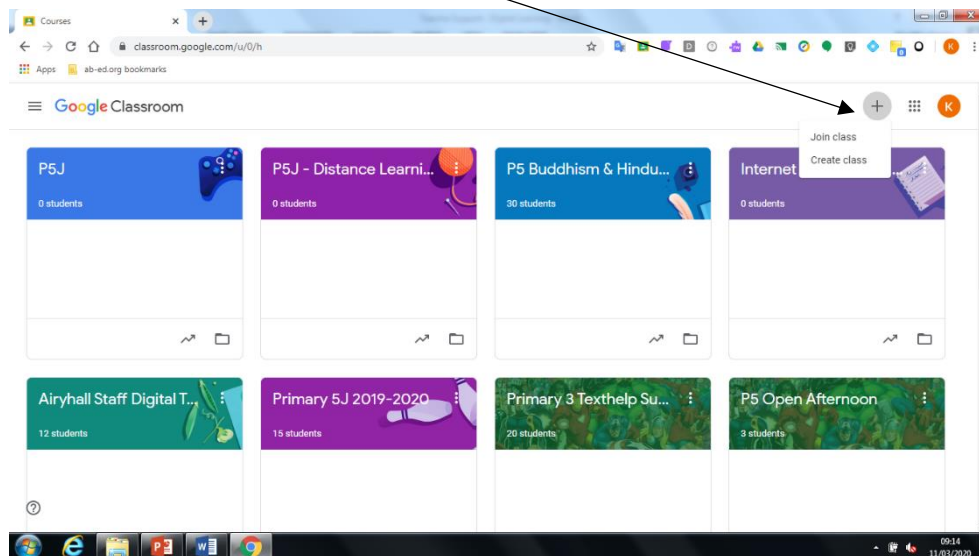 Courses
classroom.google.com/u/0/h
Apps ab-ed.org bookmarks
Google Classroom
K
K
Join class
Create class
P5J
0 students
P5J - Distance Learni...
0 students
P5 Buddhism & Hindu...
30 students
Internet
0 students
Airyhall Staff Digital T...
12 students
Primary 5J 2019-2020
15 students
Primary 3 Texthelp Su...
20 students
P5 Open Afternoon
3 students
09:14
11/03/2020